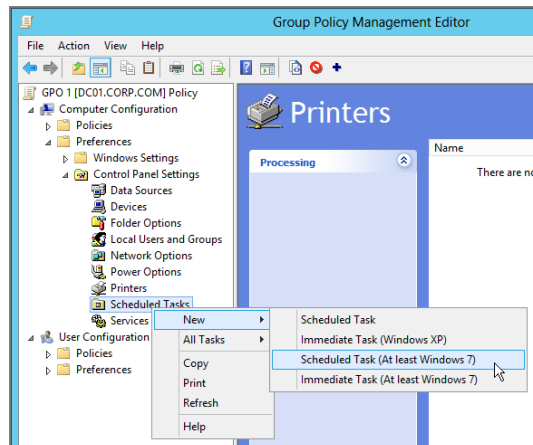 Group Policy Management Editor
File Action View Help
GPO 1 [DC01.CORP.COM] Policy
Computer Configuration
Policies
Preferences
Windows Settings
Control Panel Settings
Data Sources
Devices
Folder Options
Local Users and Groups
Network Options
Power Options
Printers
Scheduled Tasks
Services
User Configuration
Policies
Preferences
Printers
Processing
Name
There are no
New
All Tasks
Copy
Print
Refresh
Help
Scheduled Task
Immediate Task (Windows XP)
Scheduled Task (At least Windows 7)
Immediate Task (At least Windows 7)